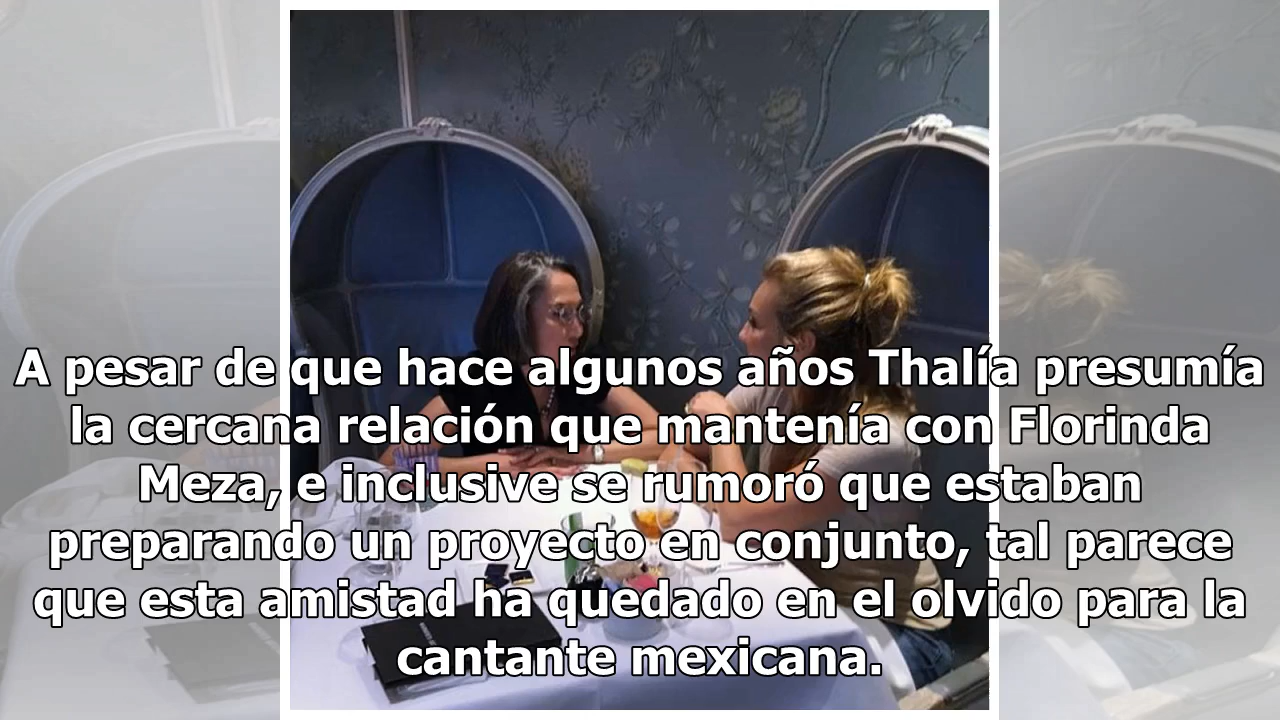 A pesar de que hace algunos años Thalía presumía
la cercana relación que mantenía con Florinda
Meza, e inclusive se rumoró que estaban
preparando un proyecto en conjunto, tal parece
que esta amistad ha quedado en el olvido para la
cantante mexicana.